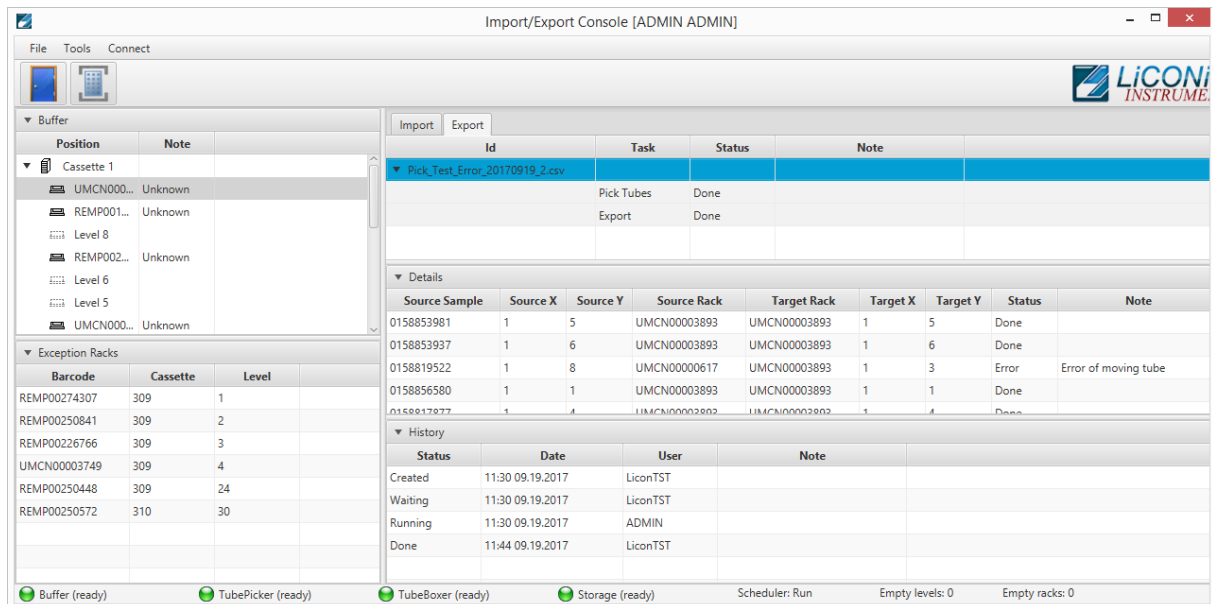 Import/Export Console [ADMIN ADMIN]
File Tools Connect
LiCONi
INSTRUME
Buffer
Position Note
Cassette 1
UMCN000... Unknown
REMP001... Unknown
Level 8
REMP002... Unknown
Level 6
Level 5
UMCN000... Unknown
Exception Racks
Barcode Cassette Level
REMP00274307 309 1
REMP00250841 309 2
REMP00226766 309 3
UMCN00003749 309 4
REMP00250448 309 24
REMP00250572 310 30
Import Export
Id Task Status Note
Pick_Test_Error_20170919_2.csv
Pick Tubes Done
Export Done
Details
Source Sample Source X Source Y Source Rack Target Rack Target X Target Y Status Note
0158853981 1 5 UMCN00003893 UMCN00003893 1 5 Done
0158853937 1 6 UMCN00003893 UMCN00003893 1 6 Done
0158819522 1 8 UMCN00000617 UMCN00003893 1 3 Error Error of moving tube
0158856580 1 1 UMCN00003893 UMCN00003893 1 1 Done
0158817877 1 4 UMCN00003893 UMCN00003893 1 4 Done
History
Status Date User Note
Created 11:30 09.19.2017 LiconTST
Waiting 11:30 09.19.2017 LiconTST
Running 11:30 09.19.2017 ADMIN
Done 11:44 09.19.2017 LiconTST
Buffer (ready) TubePicker (ready) TubeBoxer (ready) Storage (ready) Scheduler: Run Empty levels: 0 Empty racks: 0